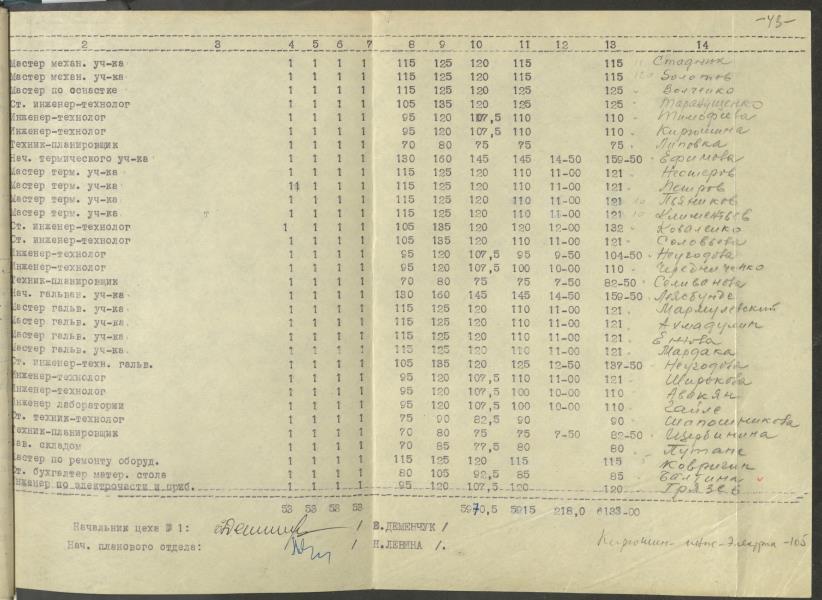 -43-
2 3 4 5 6 7 8 9 10 11 12 13 14
Мастер механ. уч-ка 1 1 1 1 115 125 120 115 115 Стадник
Мастер механ. уч-ка 1 1 1 1 115 125 120 115 115 Болотов
Мастер по оснастке 1 1 1 1 115 125 120 125 125 Волченко
Ст. инженер-технолог 1 1 1 1 105 135 120 125 125
Инженер-технолог 1 1 1 1 95 120 107,5 110 110 Тимофеева
Инженер-технолог 1 1 1 1 95 120 107,5 110 110 Кирюшина
Техник-планировщик 1 1 1 1 70 80 75 75 75 Липовка
Нач. термического уч-ка 1 1 1 1 130 160 145 145 14-50 159-50 Ефимова
Мастер терм. уч-ка 1 1 1 1 115 125 120 110 11-00 121 Нестеров
Мастер терм. уч-ка 1 1 1 1 115 125 120 110 11-00 121 Петров
Мастер терм. уч-ка 1 1 1 1 115 125 120 110 11-00 121 Пьяников
Мастер терм. уч-ка 1 1 1 1 115 125 120 110 11-00 121 Климентьев
Ст. инженер-технолог 1 1 1 1 105 135 120 120 12-00 132 Коваленко
Ст. инженер-технолог 1 1 1 1 105 135 120 110 11-00 121 Соловьева
Инженер-технолог 1 1 1 1 95 120 107,5 95 9-50 104-50 Неугодова
Инженер-технолог 1 1 1 1 95 120 107,5 100 10-00 110 Чередниченко
Техник-планировщик 1 1 1 1 70 80 75 75 7-50 82-50 Селиванова
Нач. гальван. уч-ка 1 1 1 1 130 160 145 145 14-50 159-50
Мастер гальв. уч-ка 1 1 1 1 115 125 120 110 11-00 121 Мармулевский
Мастер гальв. уч-ка 1 1 1 1 115 125 120 110 11-00 121 Ахмадулин
Мастер гальв. уч-ка 1 1 1 1 115 125 120 110 11-00 121
Мастер гальв. уч-ка 1 1 1 1 115 125 120 110 11-00 121 Мардака
Ст. инженер-техн. гальв. 1 1 1 1 105 135 120 125 12-50 137-50 Неугодова
Инженер-технолог 1 1 1 1 95 120 107,5 110 11-00 121 Широкова
Инженер-технолог 1 1 1 1 95 120 107,5 100 10-00 110 Авакян
Инженер лаборатории 1 1 1 1 95 120 107,5 100 10-00 110
Ст. техник-технолог 1 1 1 1 75 90 82,5 90 90 Шапошникова
Техник-планировщик 1 1 1 1 70 80 75 75 7-50 82-50 Щербинина
Зав. складом 1 1 1 1 70 85 77,5 80 80
Мастер по ремонту оборуд. 1 1 1 1 115 125 120 115 115 Ковригин
Ст. бухгалтер матер. стола 1 1 1 1 80 105 92,5 85 85 Балтина
Инженер по электрочасти и приб. 1 1 1 1 95 120 107,5 120 120 Грязев
53 53 53 53 5970,5 5915 218,0 6133-00
Начальник цеха № 1: / В.ДЕМЕНЧУК /
Нач. планового отдела: / Н.ЛЕВИНА /.
Кирюшин - -105